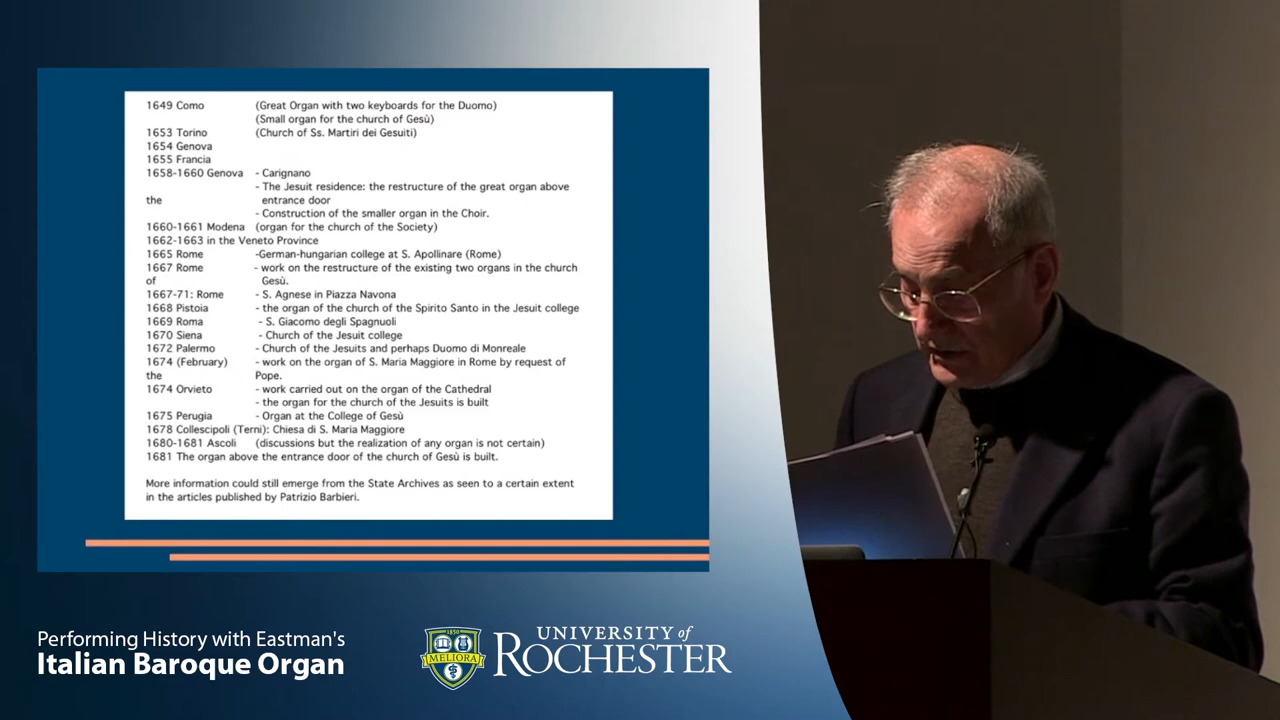 1649 Como (Great Organ with two keyboards for the Duomo)
(Small organ for the church of Gesù)
1653 Torino (Church of Ss. Martiri dei Gesuiti)
1654 Genova
1655 Francia
1658-1660 Genova - Carignano
- The Jesuit residence: the restructure of the great organ above
the entrance door
- Construction of the smaller organ in the Choir.
1660-1661 Modena (organ for the church of the Society)
1662-1663 in the Veneto Province
1665 Rome -German-hungarian college at S. Apollinare (Rome)
1667 Rome - work on the restructure of the existing two organs in the church
of Gesù.
1667-71: Rome - S. Agnese in Piazza Navona
1668 Pistoia - the organ of the church of the Spirito Santo in the Jesuit college
1669 Roma - S. Giacomo degli Spagnuoli
1670 Siena - Church of the Jesuit college
1672 Palermo - Church of the Jesuits and perhaps Duomo di Monreale
1674 (February) - work on the organ of S. Maria Maggiore in Rome by request of
the Pope.
1674 Orvieto - work carried out on the organ of the Cathedral
- the organ for the church of the Jesuits is built
1675 Perugia - Organ at the College of Gesù
1678 Collescipoli (Terni): Chiesa di S. Maria Maggiore
1680-1681 Ascoli (discussions but the realization of any organ is not certain)
1681 The organ above the entrance door of the church of Gesù is built.
More information could still emerge from the State Archives as seen to a certain extent
in the articles published by Patrizio Barbieri.
Performing History with Eastman's
Italian Baroque Organ
1850
MELIORA
UNIVERSITY of
ROCHESTER